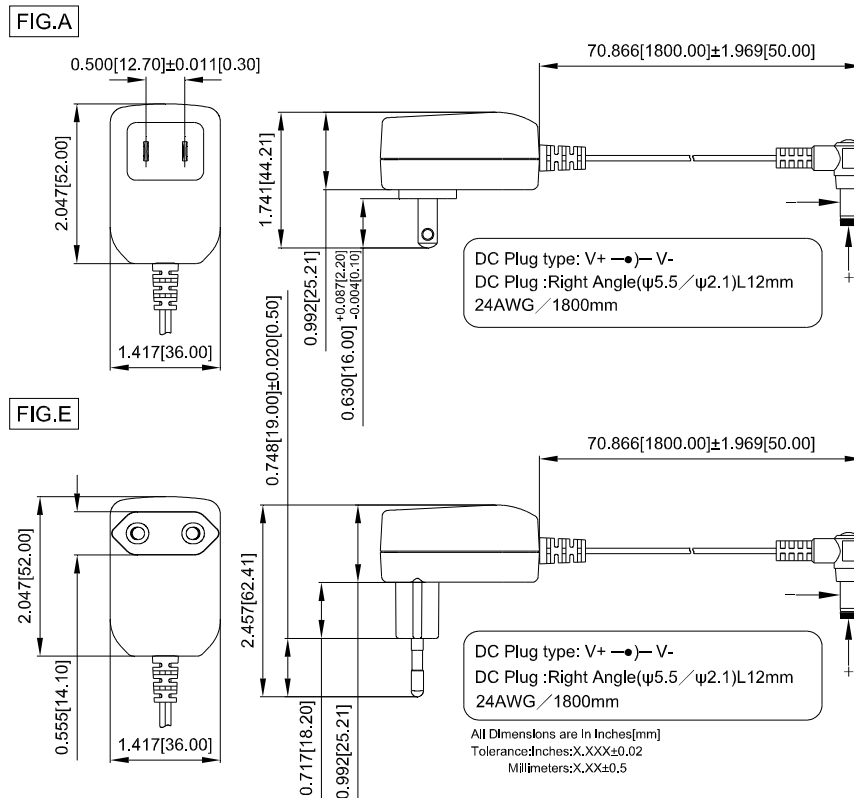 FIG.A
0.500[12.70]±0.011[0.30]
70.866[1800.00]±1.969[50.00]
2.047[52.00]
1.741[44.21]
0.992[25.21]
0.630[16.00] +0.087[2.20] -0.004[0.10]
1.417[36.00]
DC Plug type: V+ —●)— V-
DC Plug :Right Angle(ψ5.5／ψ2.1)L12mm
24AWG／1800mm
+
0.748[19.00]±0.020[0.50]
FIG.E
70.866[1800.00]±1.969[50.00]
2.047[52.00]
0.555[14.10]
1.417[36.00]
2.457[62.41]
0.717[18.20]
0.992[25.21]
DC Plug type: V+ —●)— V-
DC Plug :Right Angle(ψ5.5／ψ2.1)L12mm
24AWG／1800mm
+
All Dimensions are In Inches[mm]
Tolerance:Inches:X.XXX±0.02
Millimeters:X.XX±0.5